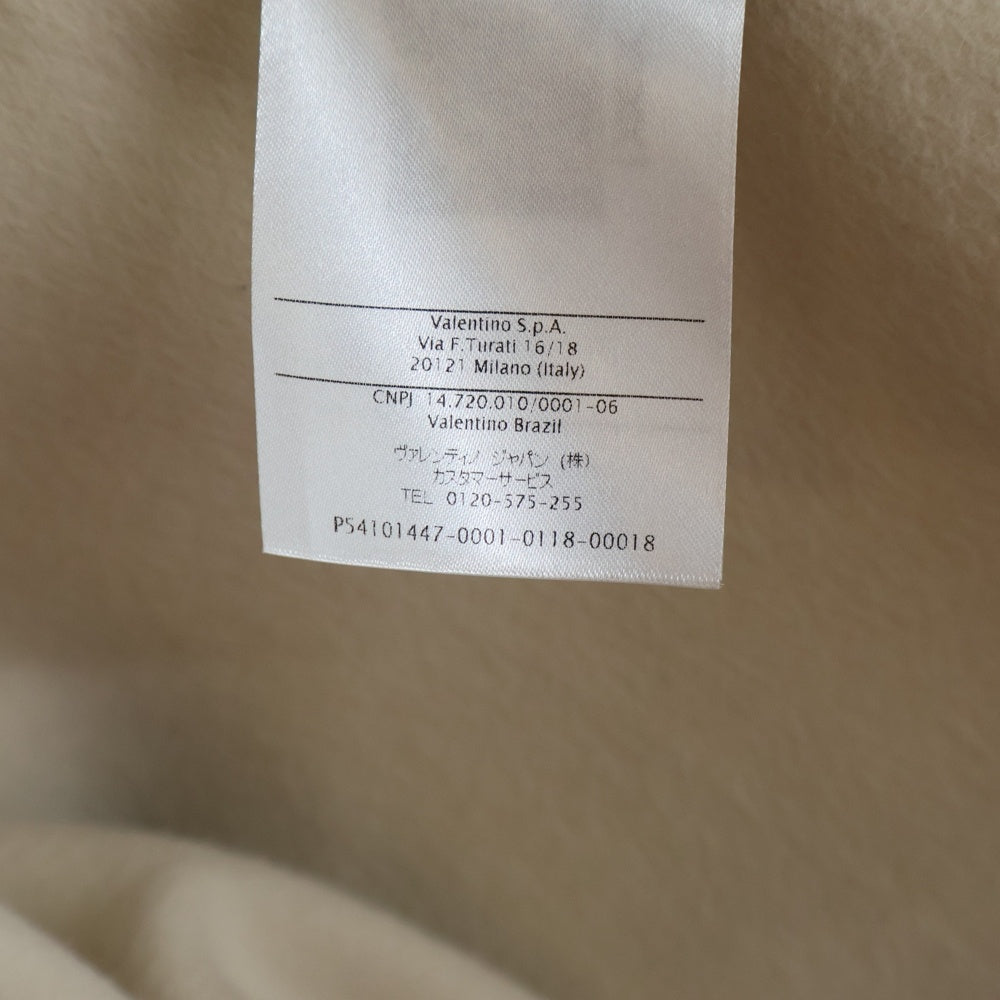 Valentino S.p.A.
Via F.Turati 16/18
20121 Milano (Italy)
CNPJ 14.720.010/0001-06
Valentino Brazil
ヴァレンティノ ジャパン (株)
カスタマーサービス
TEL 0120-575-255
P54101447-0001-0118-00018